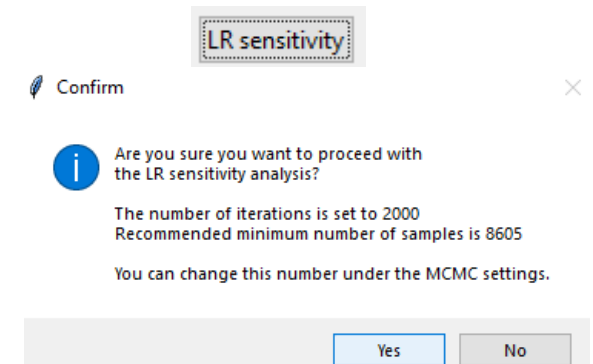 LR sensitivity
Confirm
Are you sure you want to proceed with
the LR sensitivity analysis?
The number of iterations is set to 2000
Recommended minimum number of samples is 8605
You can change this number under the MCMC settings.
Yes No